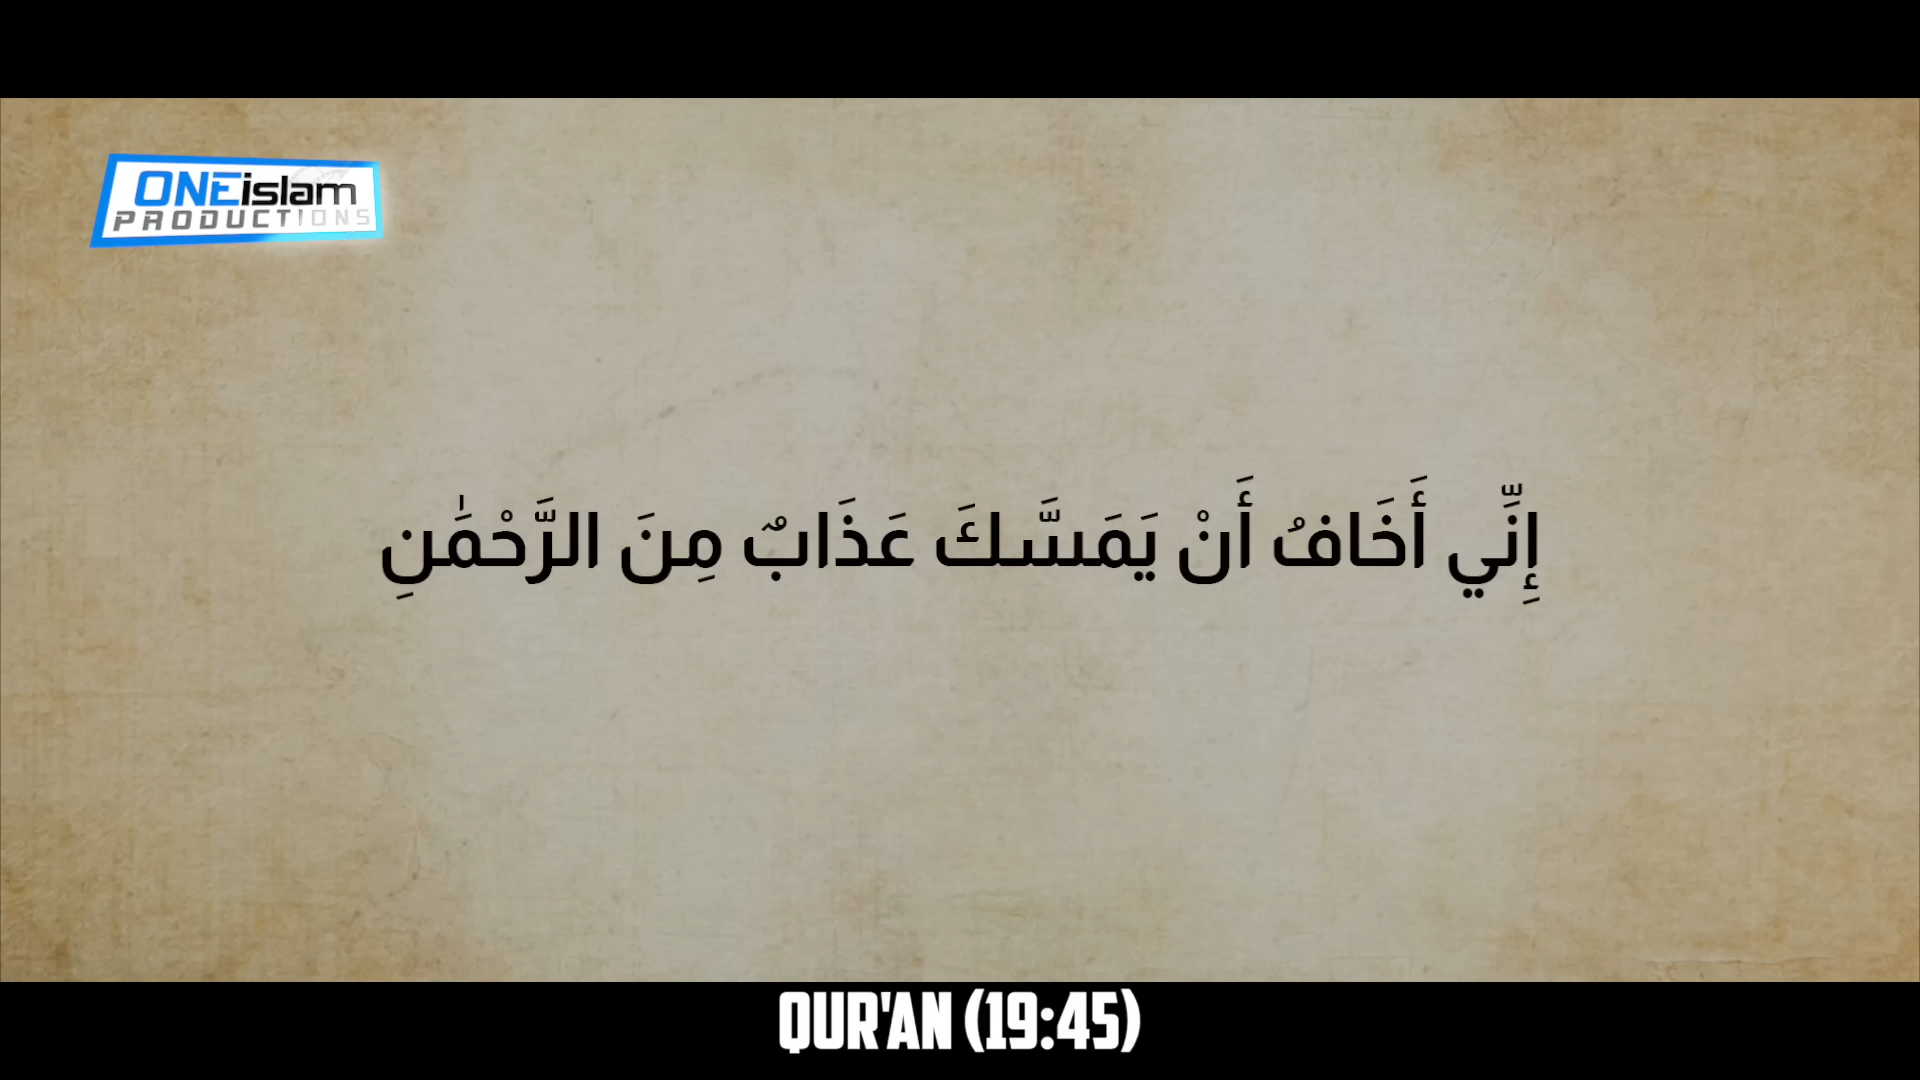 ONEislam
PRODUCTIONS
إِنِّي أَخَافُ أَنْ يَمَسَّكَ عَذَابٌ مِنَ الرَّحْمَٰنِ
QUR'AN (19:45)